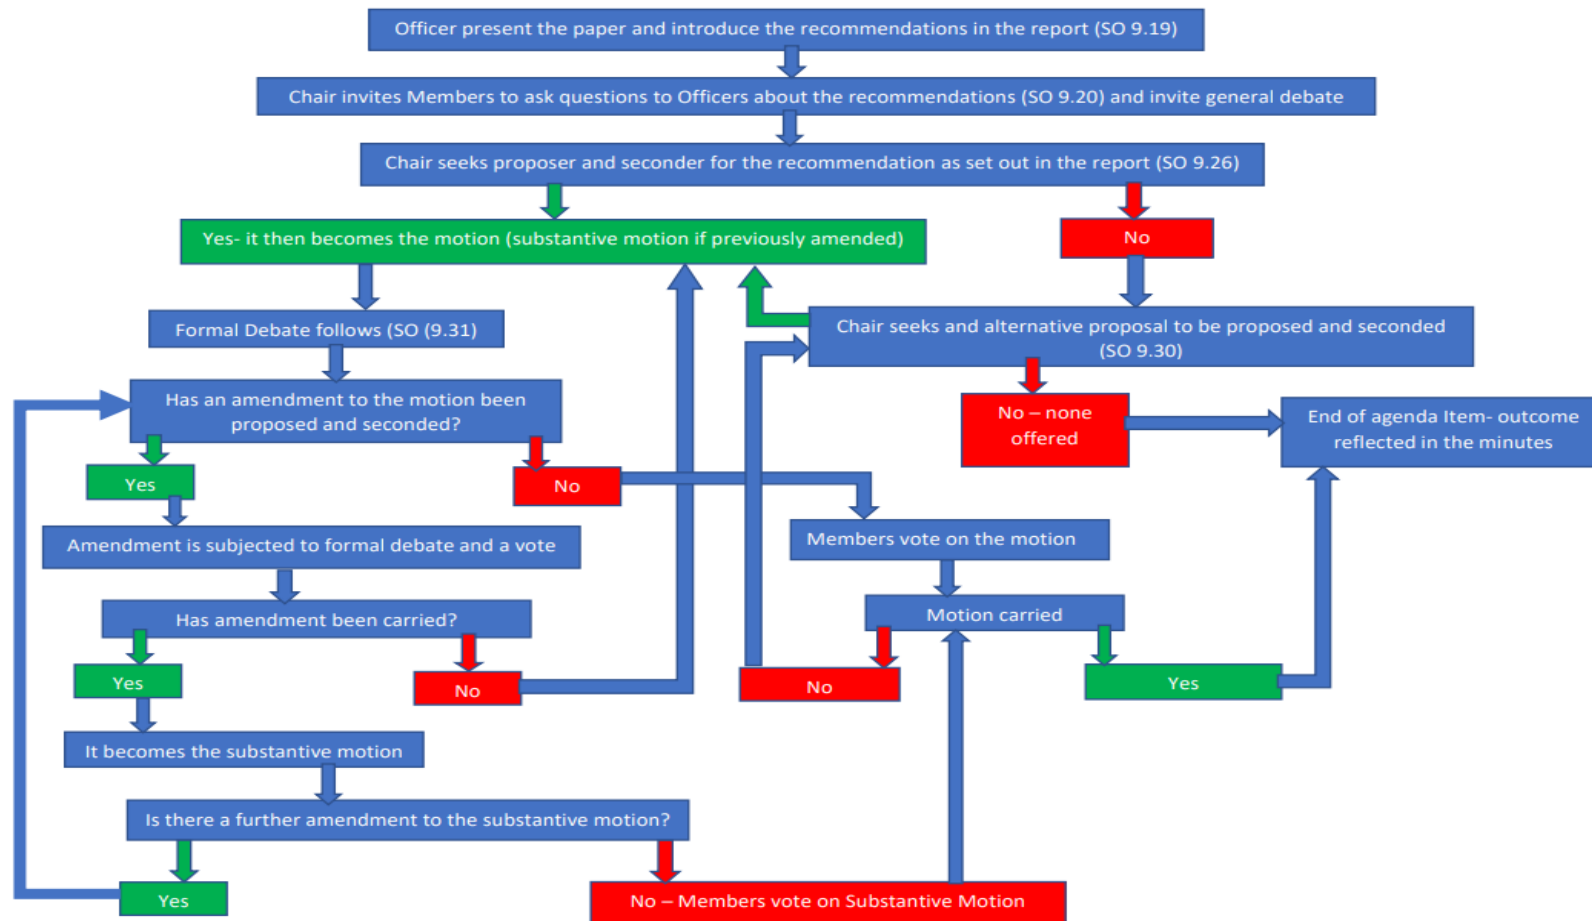 Officer present the paper and introduce the recommendations in the report (SO 9.19)
Chair invites Members to ask questions to Officers about the recommendations (SO 9.20) and invite general debate
Chair seeks proposer and seconder for the recommendation as set out in the report (SO 9.26)
Yes- it then becomes the motion (substantive motion if previously amended)
No
Formal Debate follows (SO (9.31)
Chair seeks and alternative proposal to be proposed and seconded
(SO 9.30)
Has an amendment to the motion been
proposed and seconded?
No – none
offered
End of agenda Item- outcome
reflected in the minutes
Yes
No
Amendment is subjected to formal debate and a vote
Members vote on the motion
Has amendment been carried?
Motion carried
Yes
No
No
Yes
It becomes the substantive motion
Is there a further amendment to the substantive motion?
Yes
No – Members vote on Substantive Motion